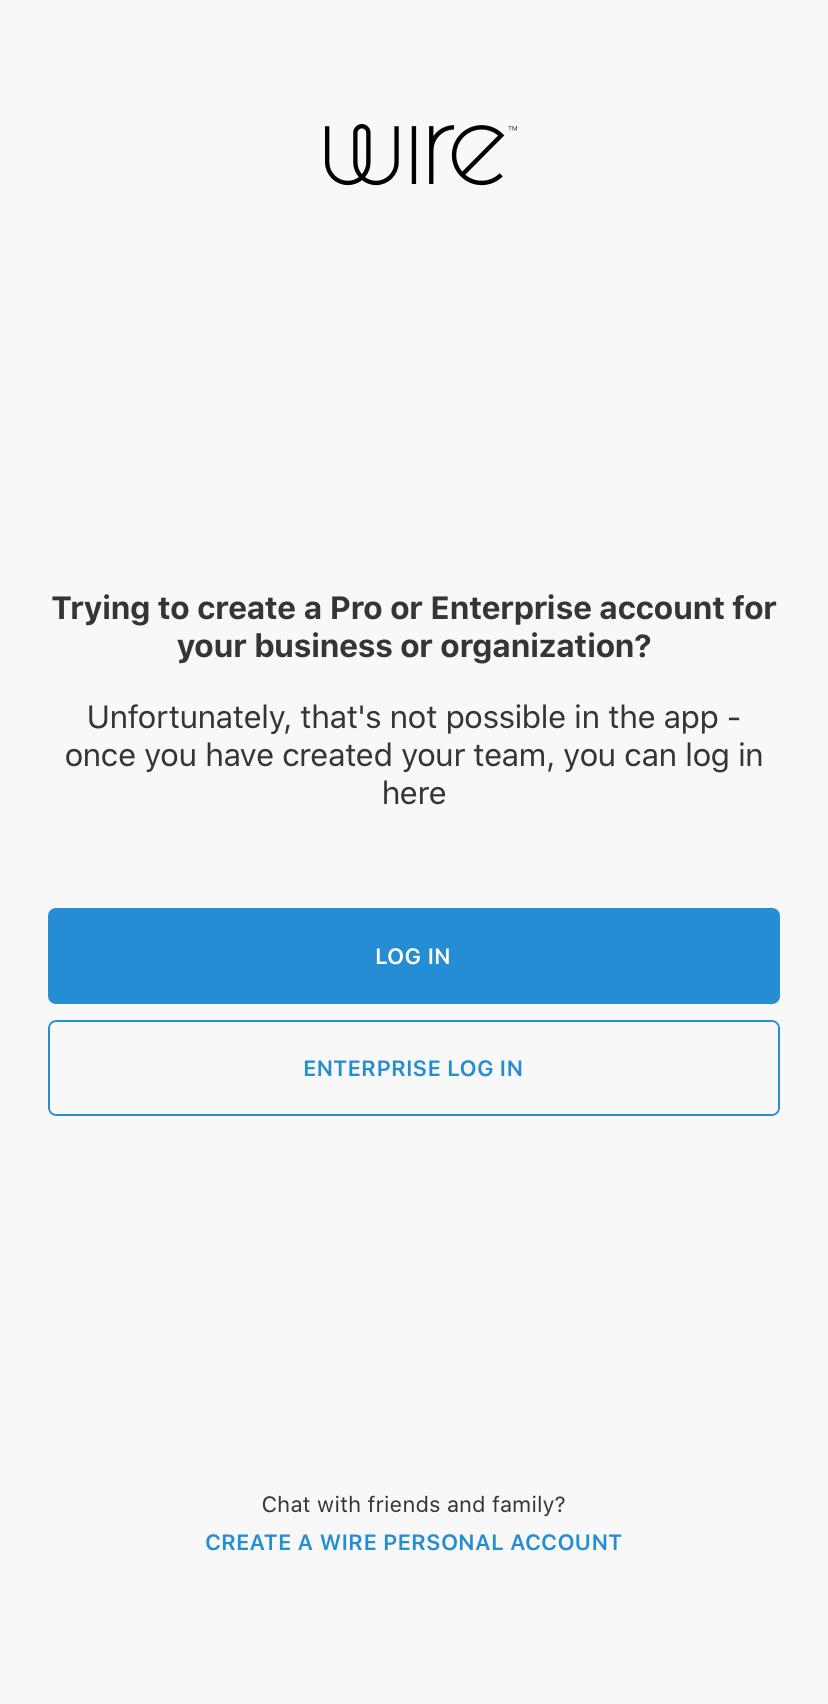 wire™
Trying to create a Pro or Enterprise account for
your business or organization?
Unfortunately, that's not possible in the app -
once you have created your team, you can log in
here
LOG IN
ENTERPRISE LOG IN
Chat with friends and family?
CREATE A WIRE PERSONAL ACCOUNT